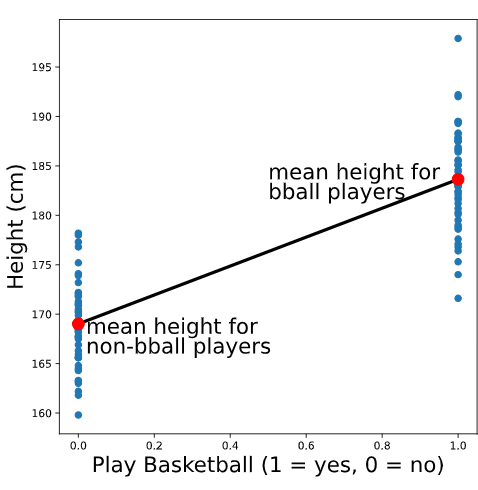 195
190
185
180
175
170
165
160
Height (cm)
mean height for
bball players
mean height for
non-bball players
0.0 0.2 0.4 0.6 0.8 1.0
Play Basketball (1 = yes, 0 = no)